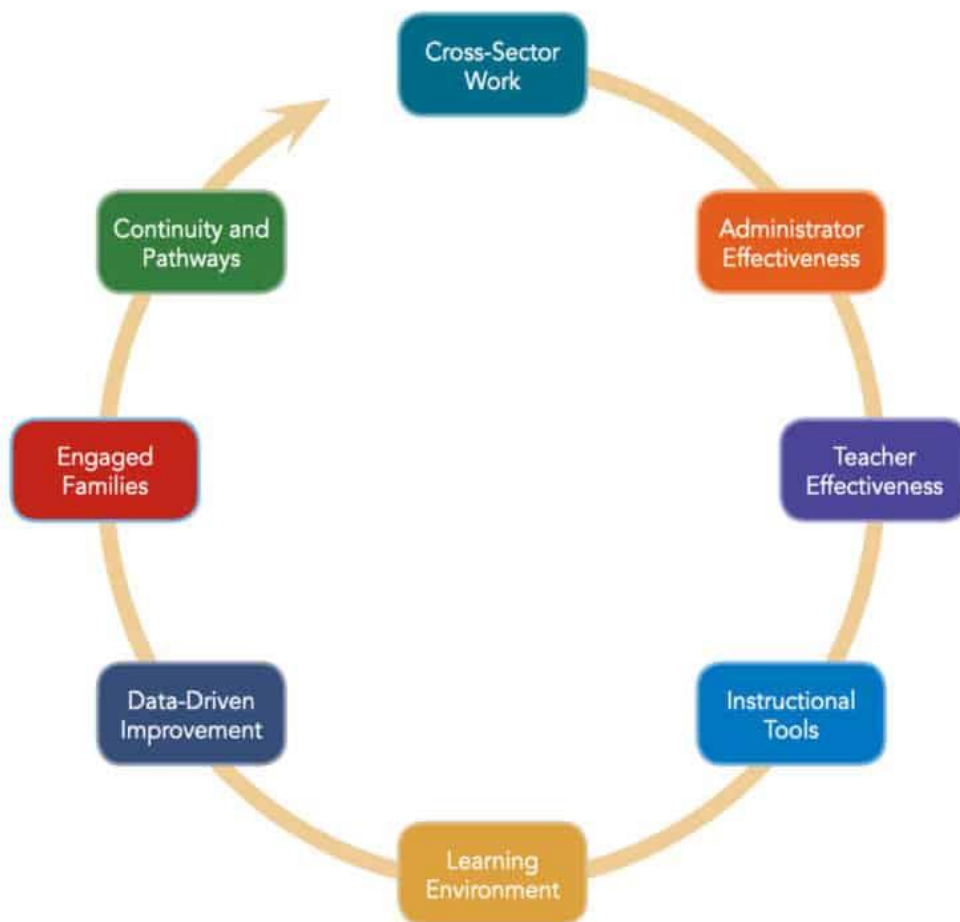 Cross-Sector
Work
Administrator
Effectiveness
Teacher
Effectiveness
Instructional
Tools
Learning
Environment
Data-Driven
Improvement
Engaged
Families
Continuity and
Pathways